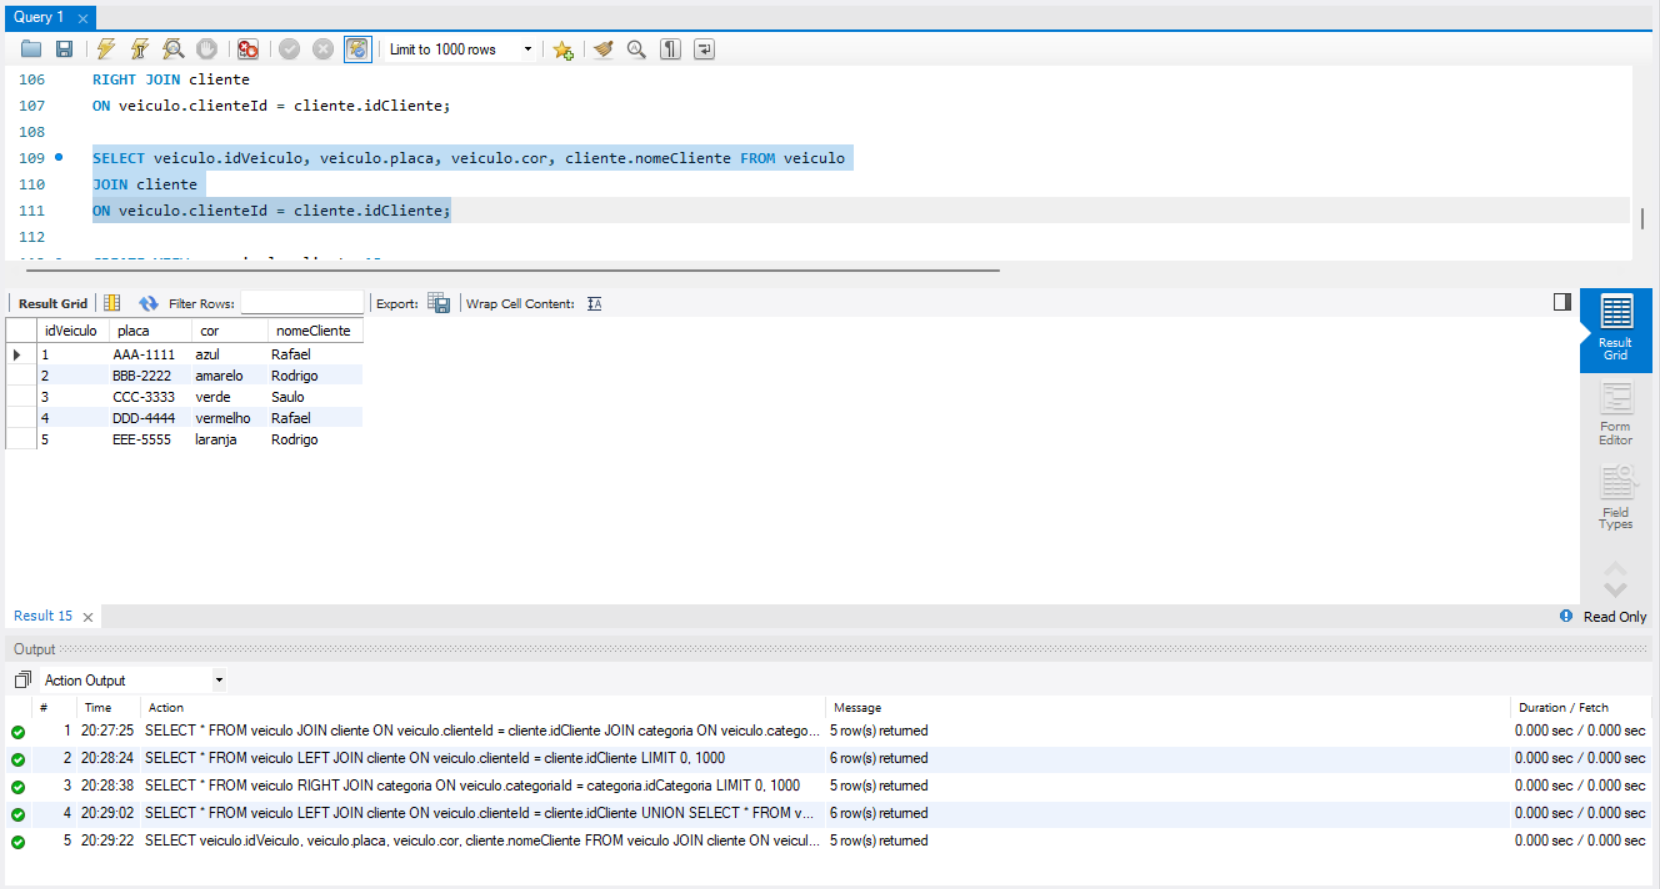 Query 1
Limit to 1000 rows
106 RIGHT JOIN cliente
107 ON veiculo.clienteId = cliente.idCliente;
108
109 SELECT veiculo.idVeiculo, veiculo.placa, veiculo.cor, cliente.nomeCliente FROM veiculo
110 JOIN cliente
111 ON veiculo.clienteId = cliente.idCliente;
112
Result Grid Filter Rows: Export: Wrap Cell Content:
idVeiculo placa cor nomeCliente
1 AAA-1111 azul Rafael
2 BBB-2222 amarelo Rodrigo
3 CCC-3333 verde Saulo
4 DDD-4444 vermelho Rafael
5 EEE-5555 laranja Rodrigo
Result
Grid
Form
Editor
Field
Types
Result 15 Read Only
Output
Action Output
# Time Action Message Duration / Fetch
1 20:27:25 SELECT * FROM veiculo JOIN cliente ON veiculo.clienteId = cliente.idCliente JOIN categoria ON veiculo.catego... 5 row(s) returned 0.000 sec / 0.000 sec
2 20:28:24 SELECT * FROM veiculo LEFT JOIN cliente ON veiculo.clienteId = cliente.idCliente LIMIT 0, 1000 6 row(s) returned 0.000 sec / 0.000 sec
3 20:28:38 SELECT * FROM veiculo RIGHT JOIN categoria ON veiculo.categoriaId = categoria.idCategoria LIMIT 0, 1000 5 row(s) returned 0.000 sec / 0.000 sec
4 20:29:02 SELECT * FROM veiculo LEFT JOIN cliente ON veiculo.clienteId = cliente.idCliente UNION SELECT * FROM v... 6 row(s) returned 0.000 sec / 0.000 sec
5 20:29:22 SELECT veiculo.idVeiculo, veiculo.placa, veiculo.cor, cliente.nomeCliente FROM veiculo JOIN cliente ON veicul... 5 row(s) returned 0.000 sec / 0.000 sec